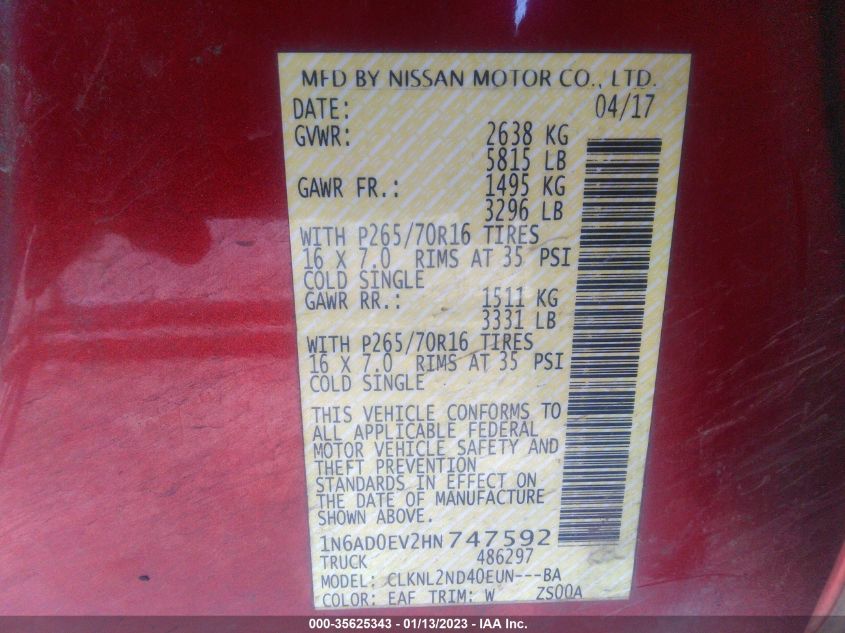 MFD BY NISSAN MOTOR CO., LTD.
DATE: 04/17
GVWR: 2638 KG
5815 LB
GAWR FR.: 1495 KG
3296 LB
WITH P265/70R16 TIRES
16 X 7.0 RIMS AT 35 PSI
COLD SINGLE
GAWR RR.: 1511 KG
3331 LB
WITH P265/70R16 TIRES
16 X 7.0 RIMS AT 35 PSI
COLD SINGLE
THIS VEHICLE CONFORMS TO
ALL APPLICABLE FEDERAL
MOTOR VEHICLE SAFETY AND
THEFT PREVENTION
STANDARDS IN EFFECT ON
THE DATE OF MANUFACTURE
SHOWN ABOVE.
1N6AD0EV2HN747592
TRUCK 486297
MODEL: CLKNL2ND40EUN---BA
COLOR: EAF TRIM: W ZS00A
000-35625343 - 01/13/2023 - IAA Inc.